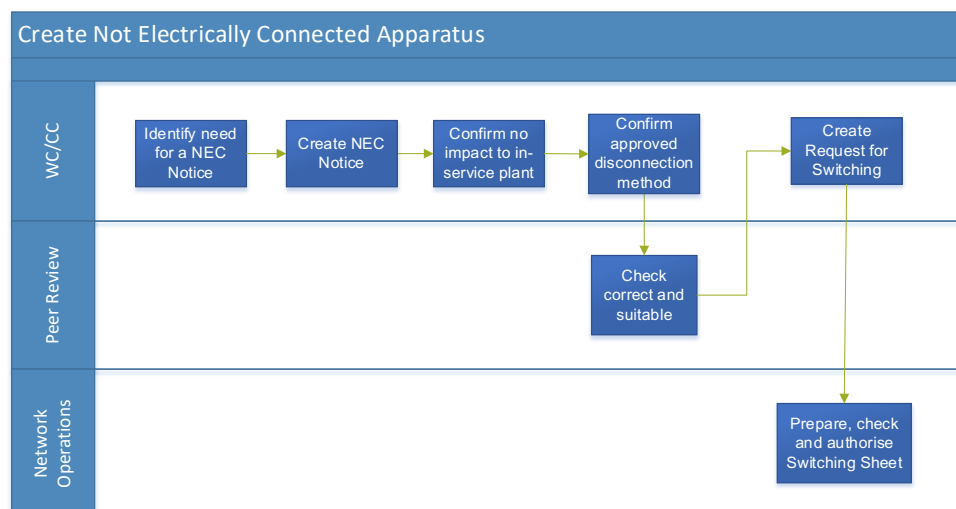 Create Not Electrically Connected Apparatus
WC/CC
Identify need
for a NEC
Notice
Create NEC
Notice
Confirm no
impact to in-
service plant
Confirm
approved
disconnection
method
Create
Request for
Switching
Peer Review
Check
correct and
suitable
Network
Operations
Prepare, check
and authorise
Switching Sheet